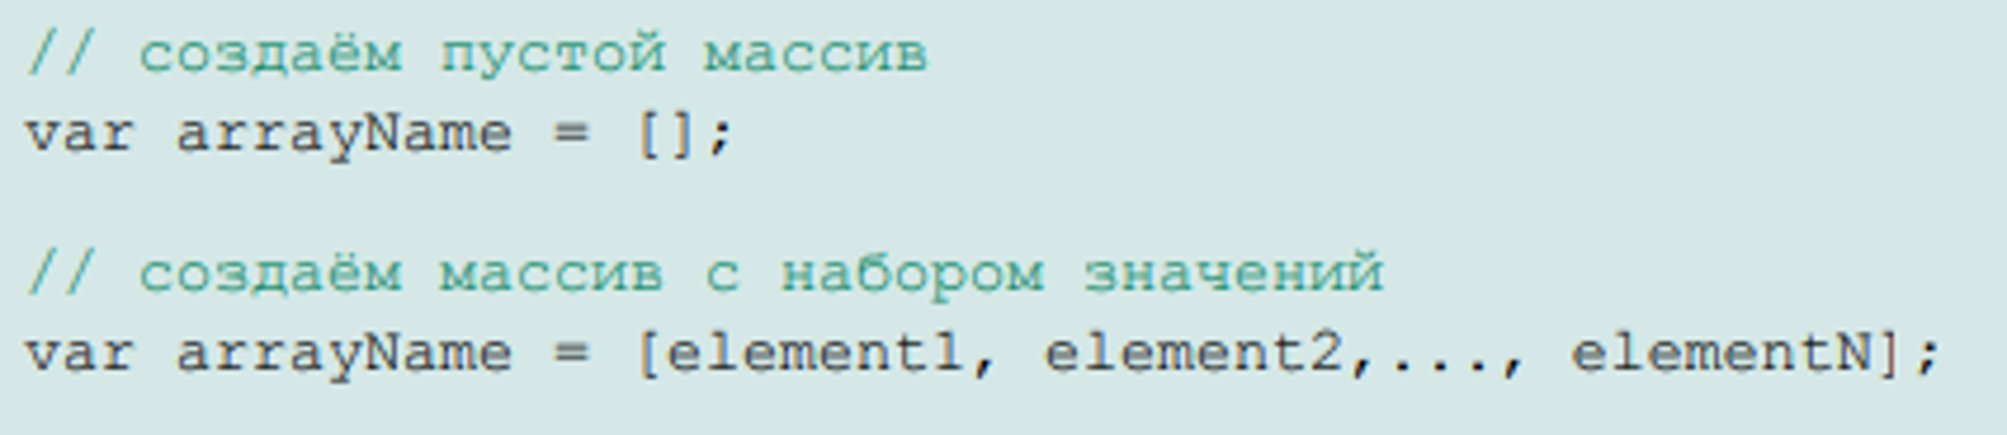 // создаём пустой массив
var arrayName = [];
// создаём массив с набором значений
var arrayName = [element1, element2,..., elementN];